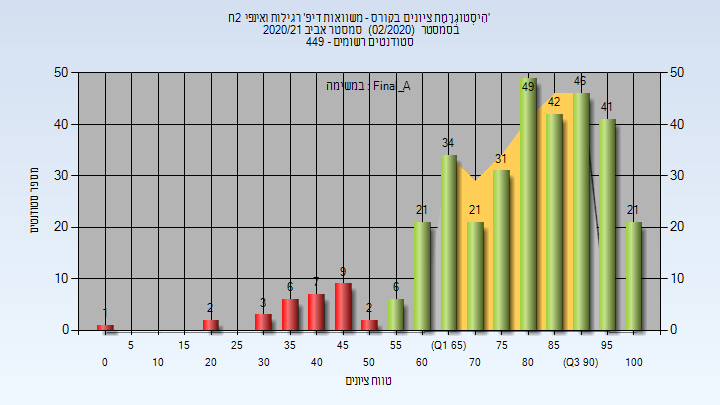 'הִיסְטוֹגְרָמַת ציונים בקורס - משוואות דיפ' רגילות ואינפי 2ח
בסמסטר (02/2020) סמסטר אביב 2020/21
סטודנטים רשומים - 449
במשימה : Final_A
מספר סטודנטים
50 40 30 20 10 0
50 40 30 20 10 0
1 2 3 6 7 9 2 6 21 34 21 31 49 42 46 41 21
5 15 25 35 45 55 (Q1 65) 75 85 95
0 10 20 30 40 50 60 70 80 (Q3 90) 100
טווח ציונים